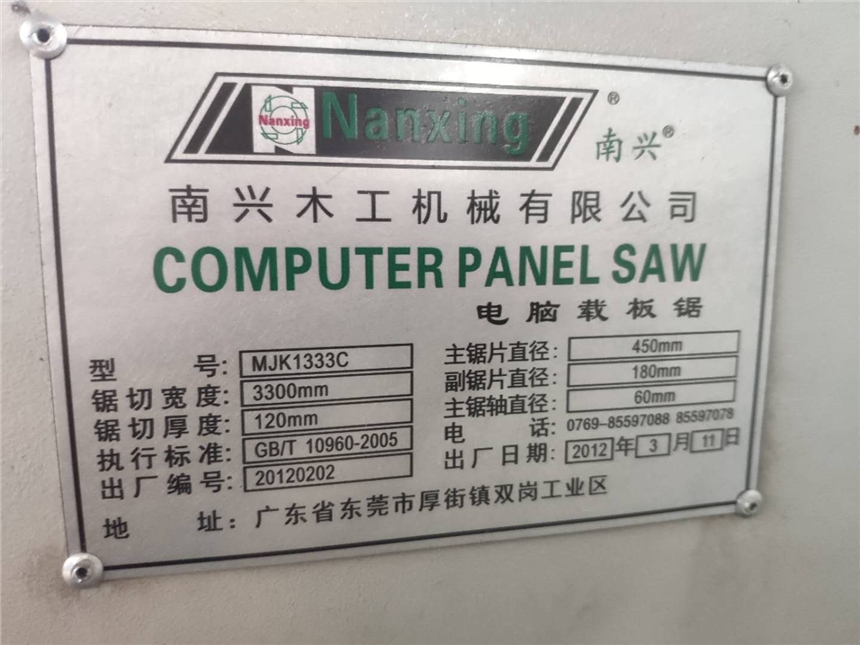 Nanxing Nanxing ® 南兴®
南兴木工机械有限公司
COMPUTER PANEL SAW
电脑载板锯
型号: MJK1333C
锯切宽度: 3300mm
锯切厚度: 120mm
执行标准: GB/T 10960-2005
出厂编号: 20120202
主锯片直径: 450mm
副锯片直径: 180mm
主锯轴直径: 60mm
电话: 0769-85597088 85597078
出厂日期: 2012年3月11日
地址: 广东省东莞市厚街镇双岗工业区